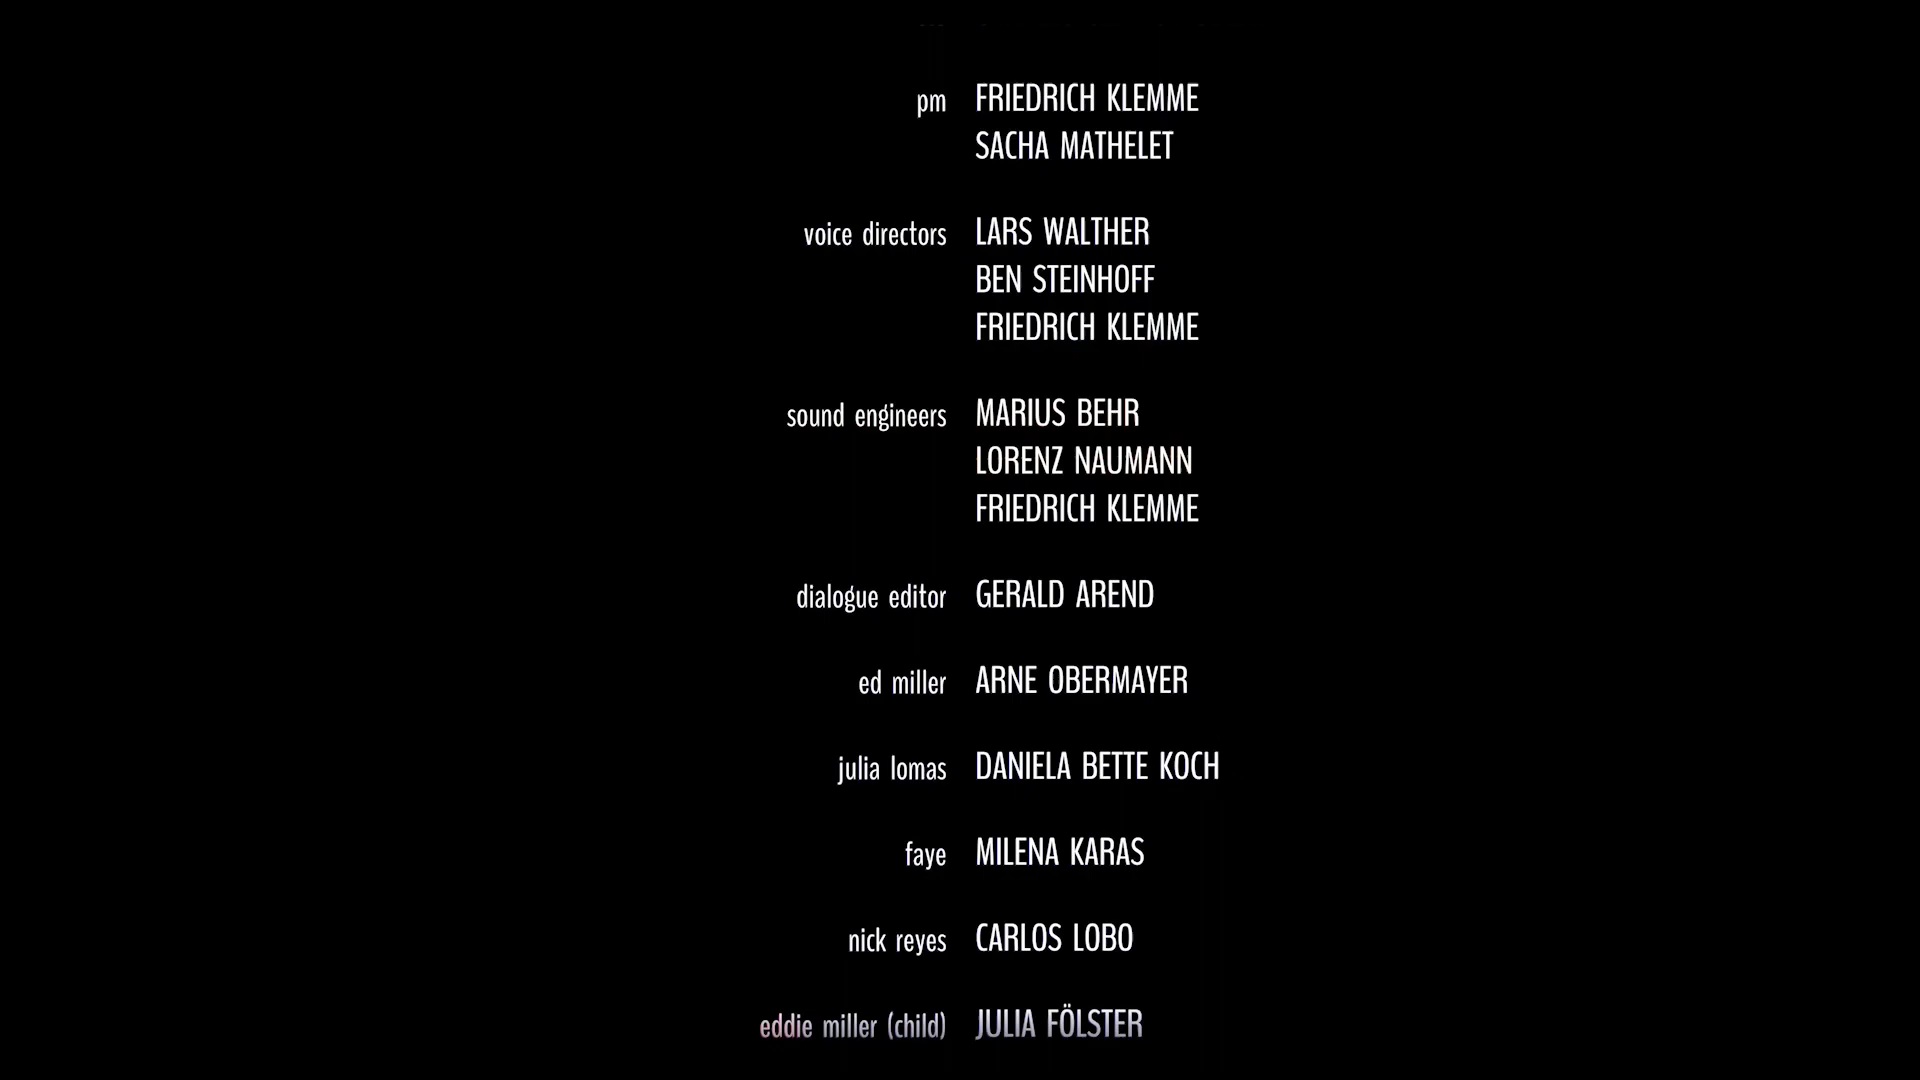 pm FRIEDRICH KLEMME
SACHA MATHELET
voice directors LARS WALTHER
BEN STEINHOFF
FRIEDRICH KLEMME
sound engineers MARIUS BEHR
LORENZ NAUMANN
FRIEDRICH KLEMME
dialogue editor GERALD AREND
ed miller ARNE OBERMAYER
julia lomas DANIELA BETTE KOCH
faye MILENA KARAS
nick reyes CARLOS LOBO
eddie miller (child) JULIA FÖLSTER